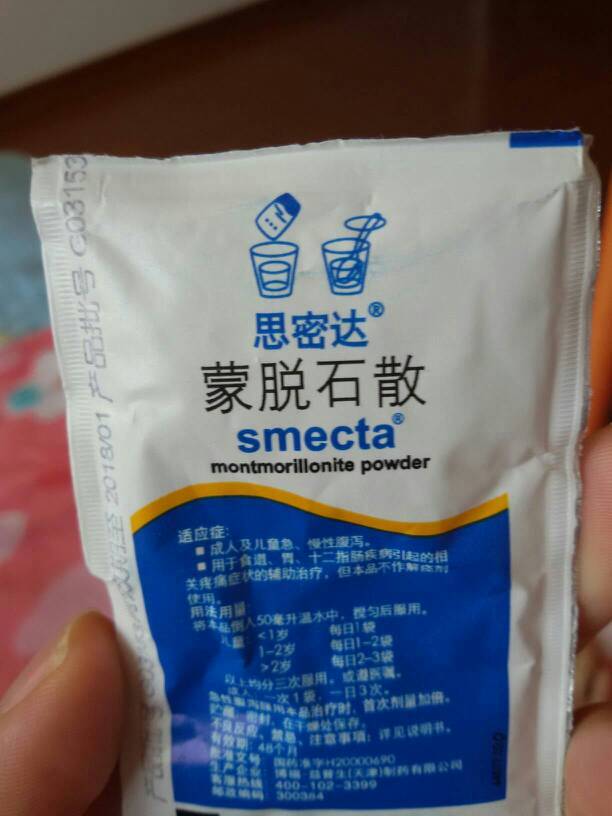 思密达®
蒙脱石散
smecta®
montmorillonite powder
适应症:
■ 成人及儿童急、慢性腹泻。
■ 用于食道、胃、十二指肠疾病引起的相
关疼痛症状的辅助治疗，但本品不作解痉剂
使用。
用法用量:
将本品倒入50毫升温水中，搅匀后服用。
儿童: <1岁 每日1袋
1-2岁 每日1-2袋
>2岁 每日2-3袋
以上均分三次服用，或遵医嘱。
成人: 一次1袋，一日3次。
急性腹泻服用本品治疗时，首次剂量加倍。
贮藏: 密封，在干燥处保存。
不良反应、禁忌、注意事项: 详见说明书。
有效期: 48个月
批准文号: 国药准字H20000690
生产企业: 博福-益普生(天津)制药有限公司
客服热线: 400-102-3399
邮政编码: 300384
2018/01 产品批号 G03153